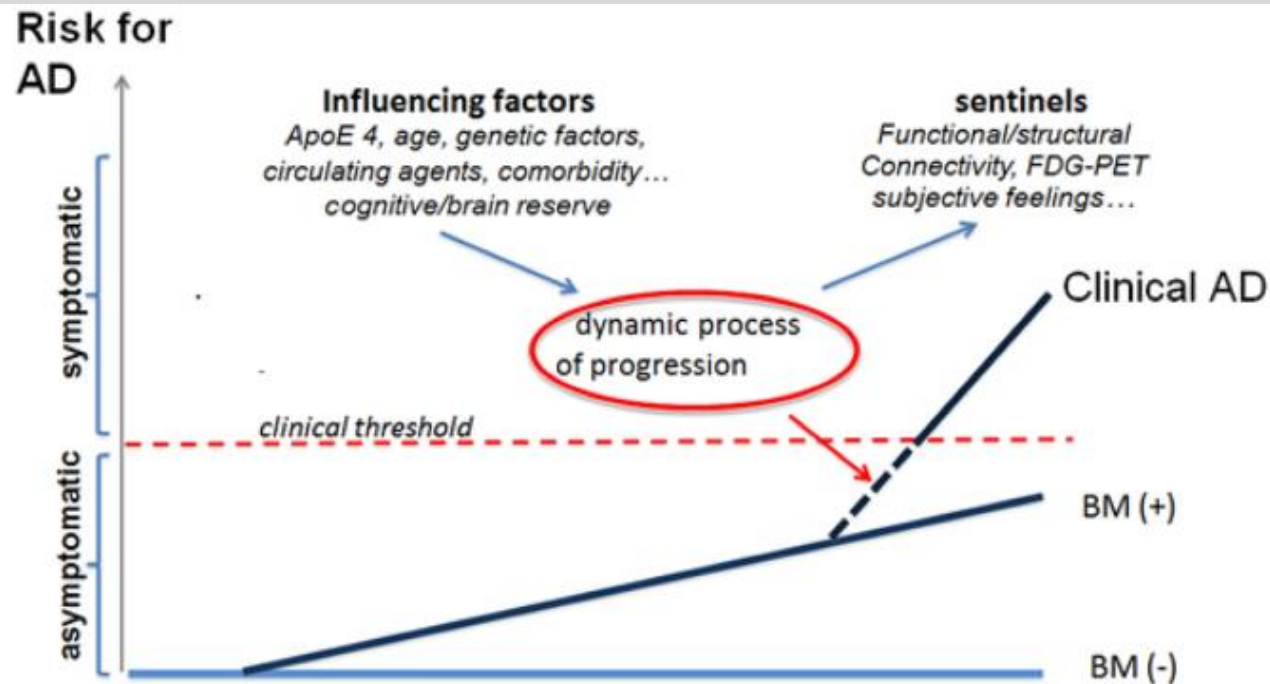 Risk for
AD
Influencing factors
ApoE 4, age, genetic factors,
circulating agents, comorbidity...
cognitive/brain reserve
sentinels
Functional/structural
Connectivity, FDG-PET
subjective feelings...
symptomatic
dynamic process
of progression
Clinical AD
clinical threshold
asymptomatic
BM (+)
BM (-)